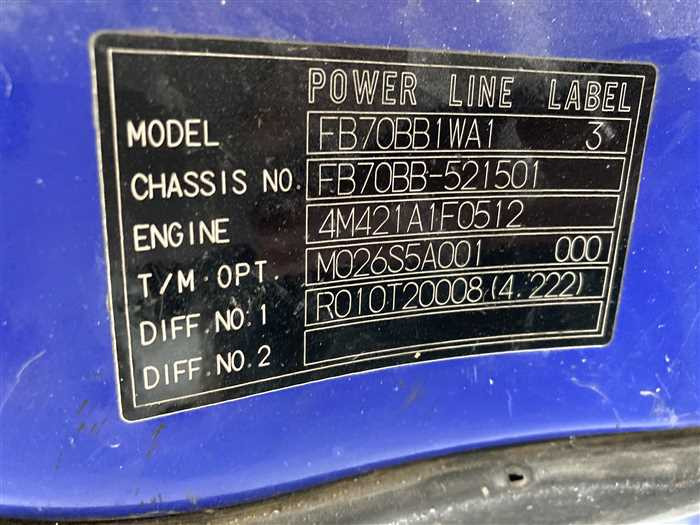 POWER LINE LABEL
MODEL FB70BB1WA1 3
CHASSIS NO. FB70BB-521501
ENGINE 4M421A1F0512
T/M·OPT. M026S5A001 000
DIFF.NO.1 R010T20008(4.222)
DIFF.NO.2